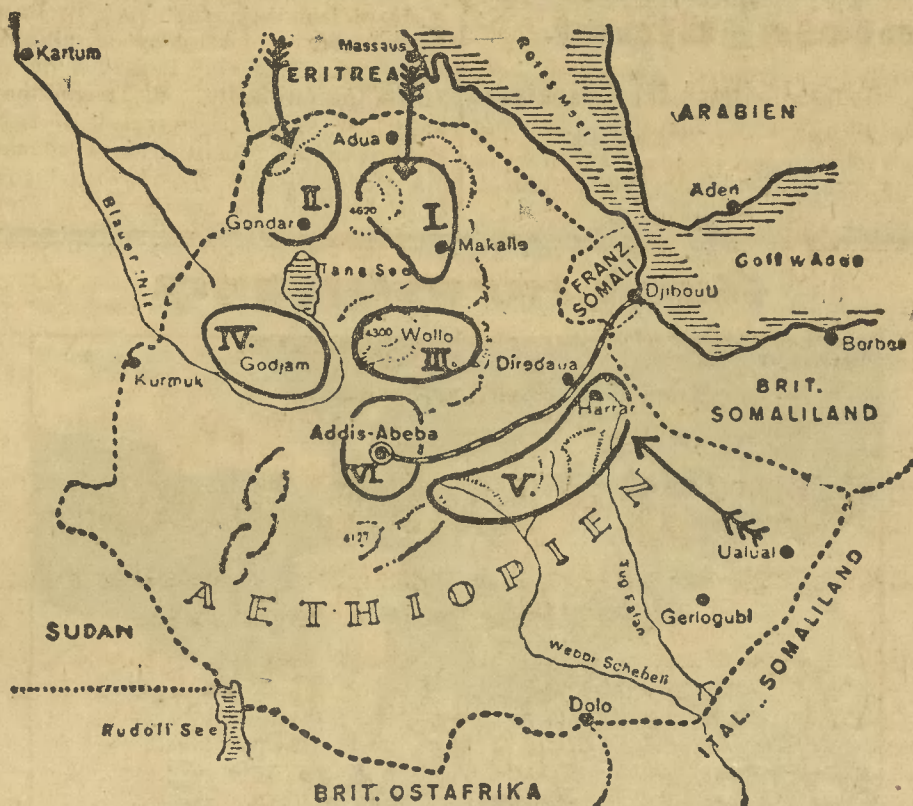 Kartum
Massaua
ERITREA
ROTES MEER
ARABIEN
Adua
Aden
II.
I.
Gondar
4620
Makalle
Blauer-Nil
Tana See
FRANZ.
SOMALI
Golf v. Aden
Djibouti
IV.
Godjam
4300
Wollo
III.
Diredaua
Kurmuk
Harrar
BRIT.
SOMALILAND
Addis-Abeba
VI.
V.
4127
AETHIOPIEN
Ualual
Gerlogubi
SUDAN
Webbi Schebeli
ITAL. SOMALILAND
Dolo
Rudolf See
BRIT. OSTAFRIKA